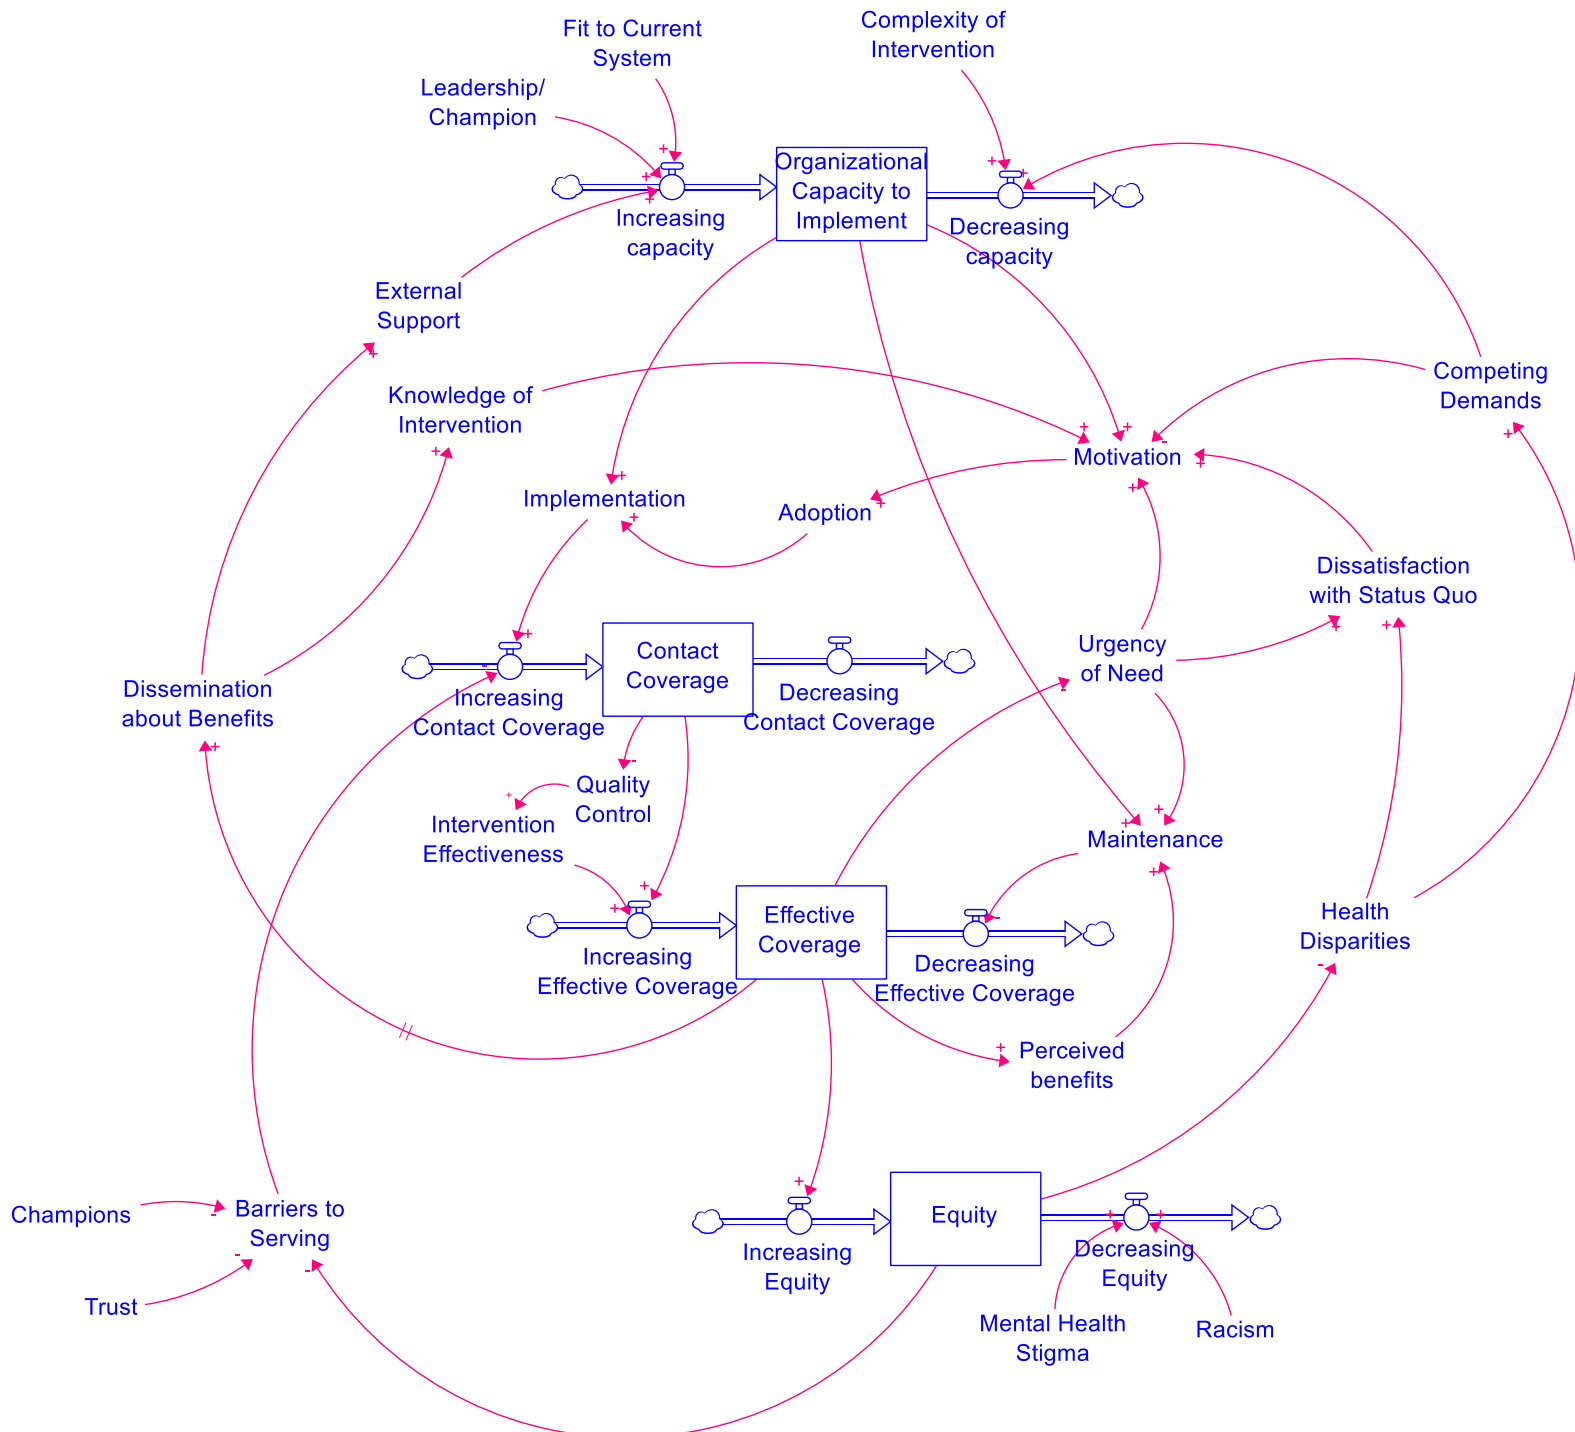 Fit to Current
System
Complexity of
Intervention
Leadership/
Champion
Organizational
Capacity to
Implement
Increasing
capacity
Decreasing
capacity
External
Support
Knowledge of
Intervention
Competing
Demands
Motivation
Implementation
Adoption
Dissatisfaction
with Status Quo
Urgency
of Need
Contact
Coverage
Increasing
Contact Coverage
Decreasing
Contact Coverage
Dissemination
about Benefits
Quality
Control
Intervention
Effectiveness
Maintenance
Effective
Coverage
Increasing
Effective Coverage
Decreasing
Effective Coverage
Health
Disparities
Perceived
benefits
Champions
Barriers to
Serving
Trust
Equity
Increasing
Equity
Decreasing
Equity
Mental Health
Stigma
Racism